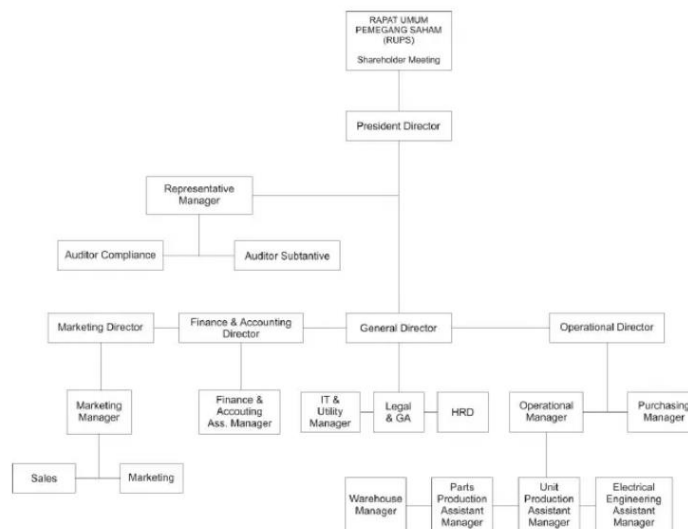 RAPAT UMUM
PEMEGANG SAHAM
(RUPS)
Shareholder Meeting
President Director
Representative
Manager
Auditor Compliance
Auditor Subtantive
Marketing Director
Finance & Accounting
Director
General Director
Operational Director
Marketing
Manager
Finance &
Accouting
Ass. Manager
IT &
Utility
Manager
Legal
& GA
HRD
Operational
Manager
Purchasing
Manager
Sales
Marketing
Warehouse
Manager
Parts
Production
Assistant
Manager
Unit
Production
Assistant
Manager
Electrical
Engineering
Assistant
Manager